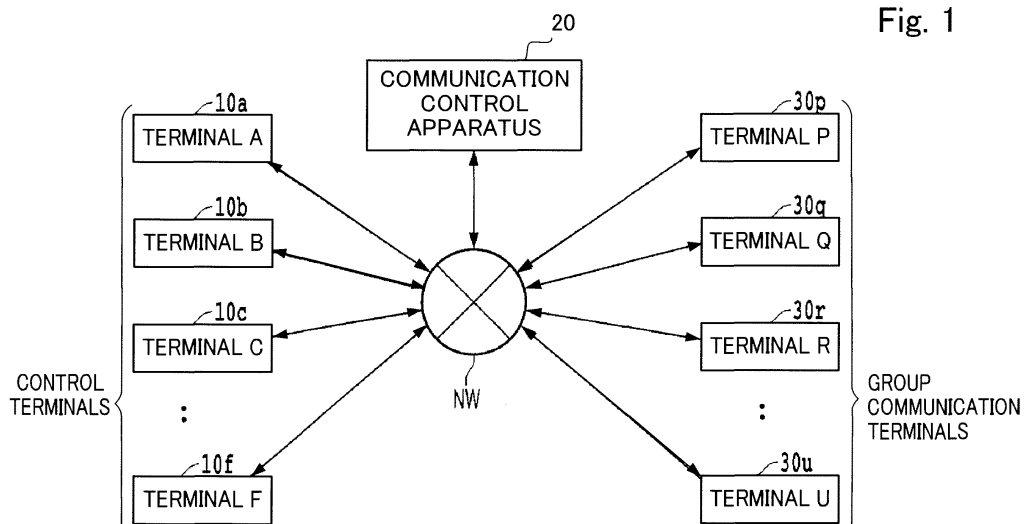 Fig. 1
20
COMMUNICATION
CONTROL
APPARATUS
10a
TERMINAL A
10b
TERMINAL B
10c
TERMINAL C
:
10f
TERMINAL F
CONTROL
TERMINALS
NW
30p
TERMINAL P
30q
TERMINAL Q
30r
TERMINAL R
:
30u
TERMINAL U
GROUP
COMMUNICATION
TERMINALS